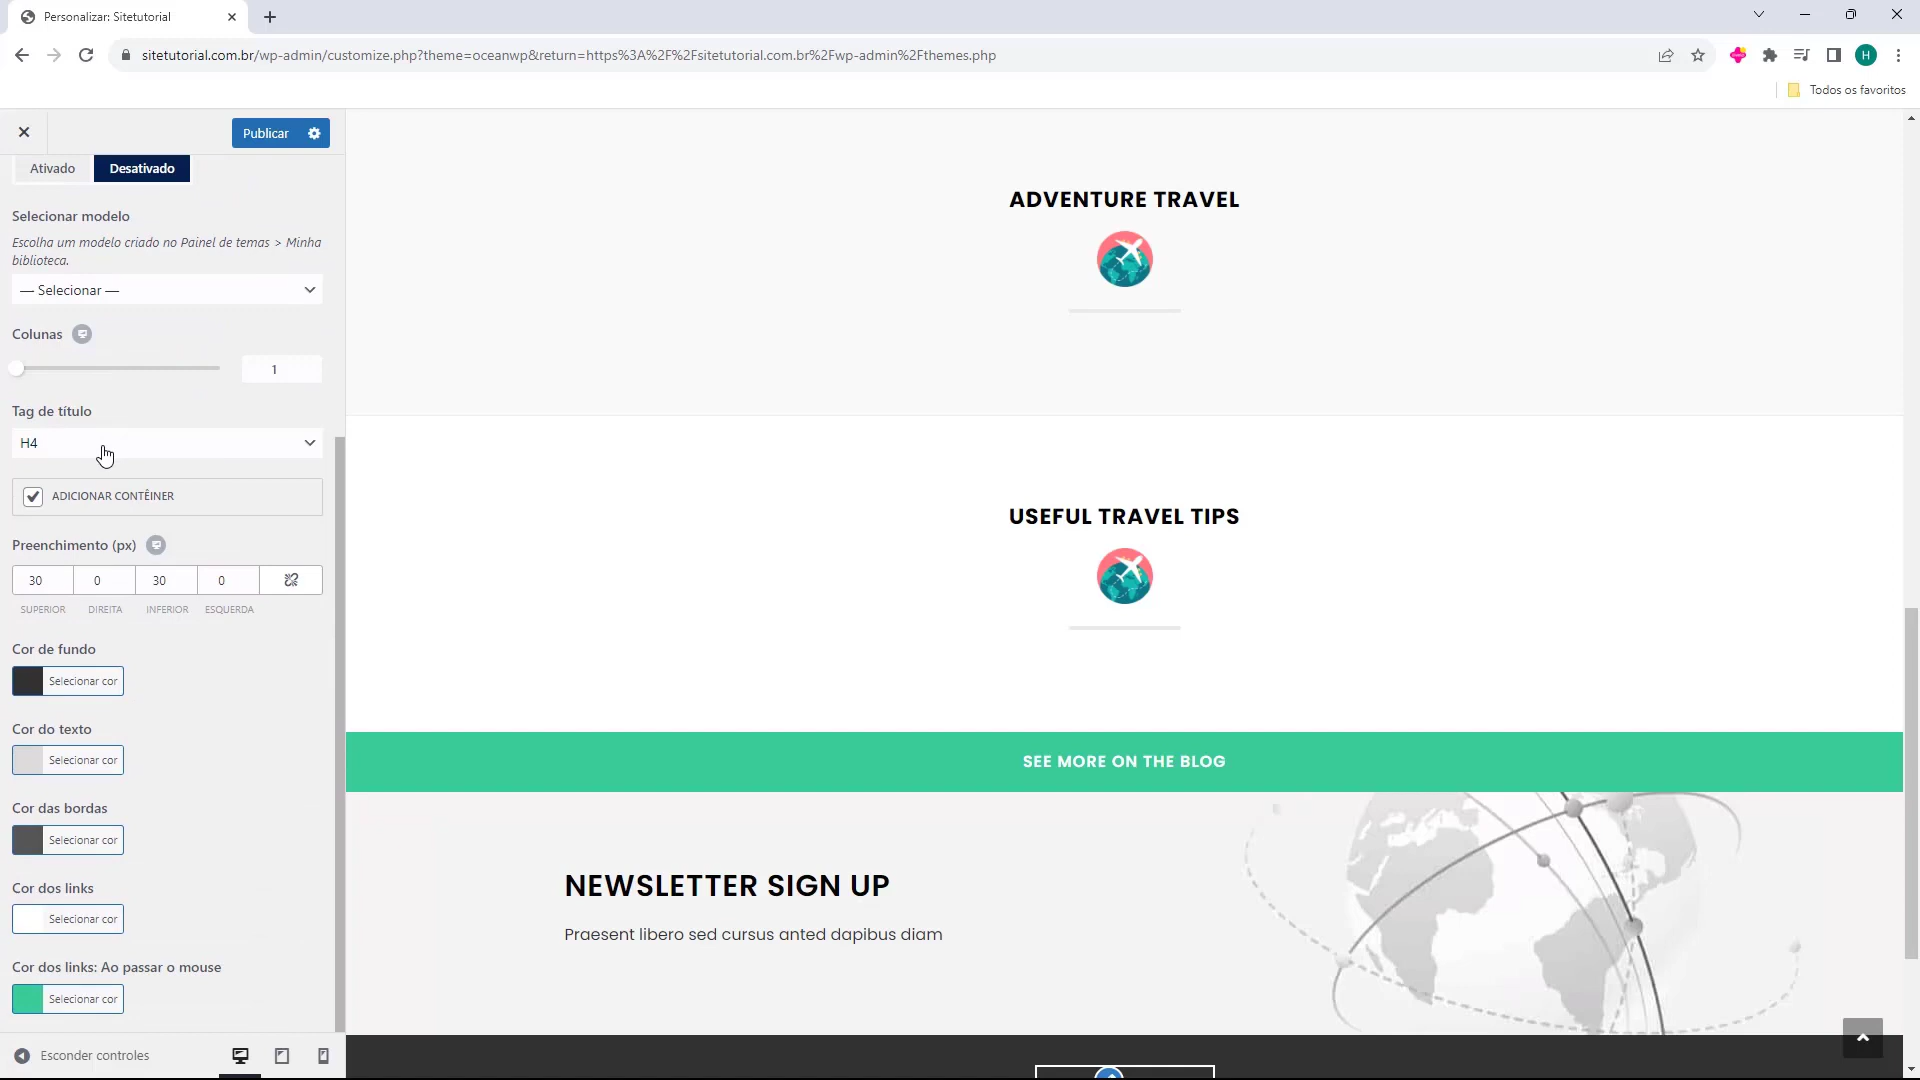 Personalizar: Sitetutorial
sitetutorial.com.br/wp-admin/customize.php?theme=oceanwp&return=https%3A%2F%2Fsitetutorial.com.br%2Fwp-admin%2Fthemes.php
H
Todos os favoritos
Publicar
Ativado
Desativado
Selecionar modelo
Escolha um modelo criado no Painel de temas > Minha
biblioteca.
— Selecionar —
Colunas
1
Tag de título
H4
ADICIONAR CONTÊINER
Preenchimento (px)
30 0 30 0
SUPERIOR DIREITA INFERIOR ESQUERDA
Cor de fundo
Selecionar cor
Cor do texto
Selecionar cor
Cor das bordas
Selecionar cor
Cor dos links
Selecionar cor
Cor dos links: Ao passar o mouse
Selecionar cor
Esconder controles
ADVENTURE TRAVEL
USEFUL TRAVEL TIPS
SEE MORE ON THE BLOG
NEWSLETTER SIGN UP
Praesent libero sed cursus anted dapibus diam